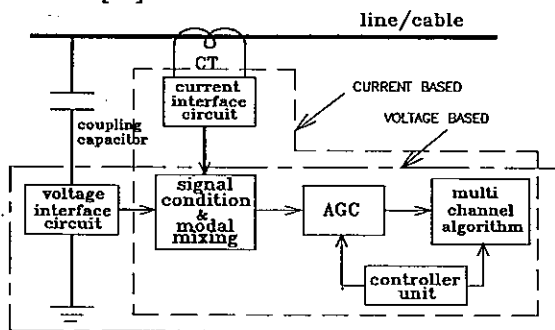 line/cable
CT
current
interface
circuit
CURRENT BASED
VOLTAGE BASED
coupling
capacitor
voltage
interface
circuit
signal
condition
&
modal
mixing
AGC
multi
channel
algorithm
controller
unit